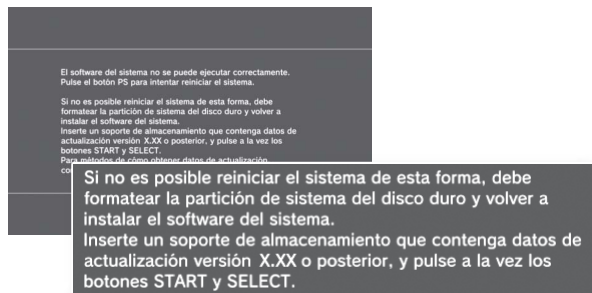 El software del sistema no se puede ejecutar correctamente.
Pulse el botón PS para intentar reiniciar el sistema.
Si no es posible reiniciar el sistema de esta forma, debe
formatear la partición de sistema del disco duro y volver a
instalar el software del sistema.
Inserte un soporte de almacenamiento que contenga datos de
actualización versión X.XX o posterior, y pulse a la vez los
botones START y SELECT.
Para métodos de cómo obtener datos de actualización,
Si no es posible reiniciar el sistema de esta forma, debe
formatear la partición de sistema del disco duro y volver a
instalar el software del sistema.
Inserte un soporte de almacenamiento que contenga datos de
actualización versión X.XX o posterior, y pulse a la vez los
botones START y SELECT.